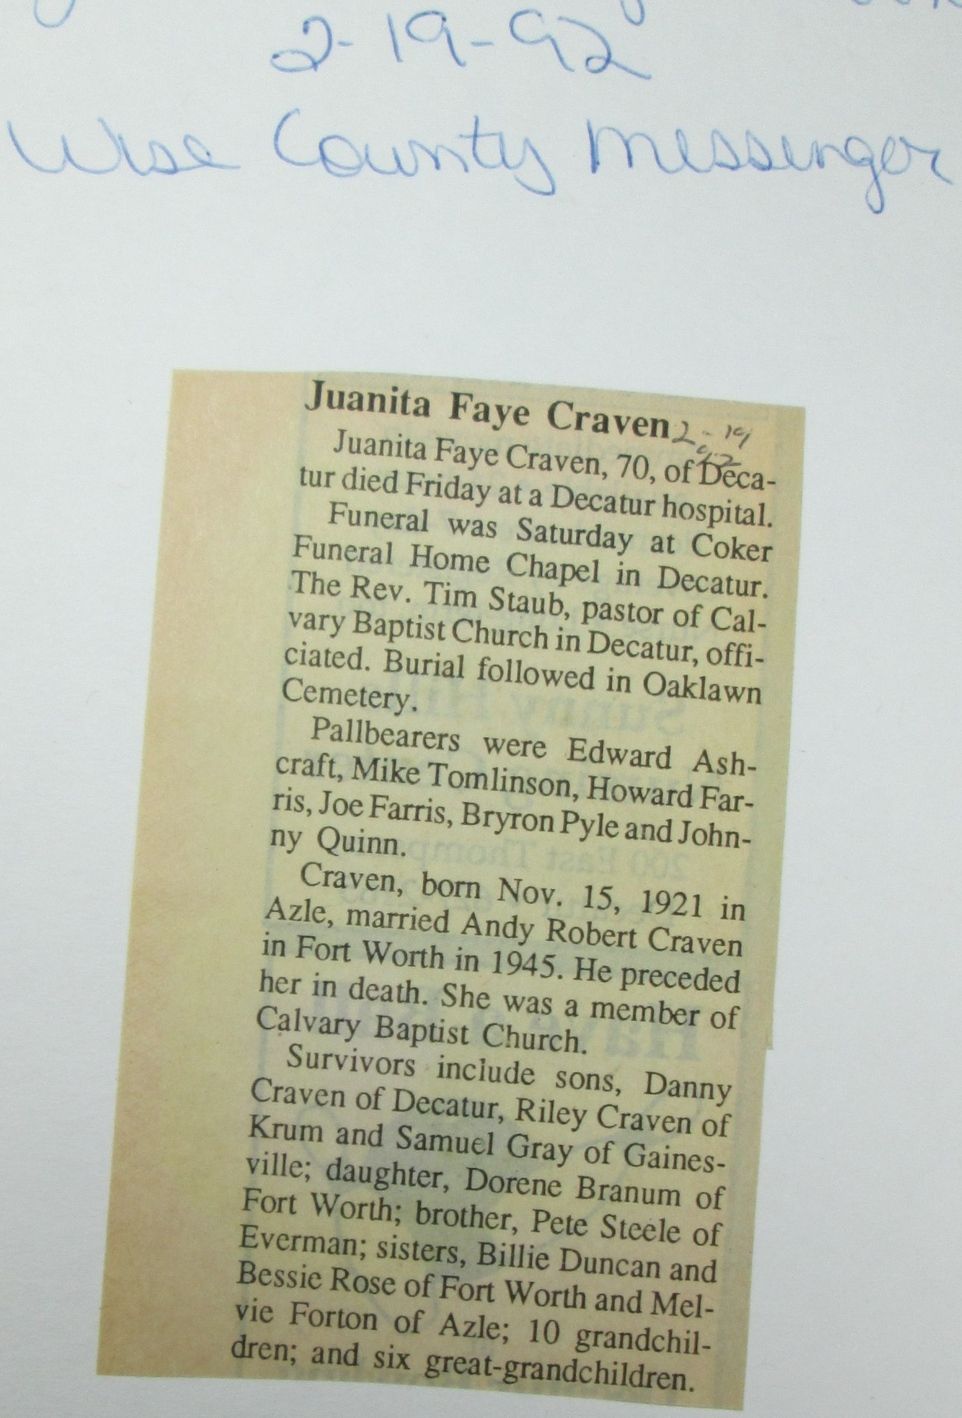 2-19-92
Wise County Messenger
Juanita Faye Craven 2-19
92
Juanita Faye Craven, 70, of Deca-
tur died Friday at a Decatur hospital.
Funeral was Saturday at Coker
Funeral Home Chapel in Decatur.
The Rev. Tim Staub, pastor of Cal-
vary Baptist Church in Decatur, offi-
ciated. Burial followed in Oaklawn
Cemetery.
Pallbearers were Edward Ash-
craft, Mike Tomlinson, Howard Far-
ris, Joe Farris, Bryron Pyle and John-
ny Quinn.
Craven, born Nov. 15, 1921 in
Azle, married Andy Robert Craven
in Fort Worth in 1945. He preceded
her in death. She was a member of
Calvary Baptist Church.
Survivors include sons, Danny
Craven of Decatur, Riley Craven of
Krum and Samuel Gray of Gaines-
ville; daughter, Dorene Branum of
Fort Worth; brother, Pete Steele of
Everman; sisters, Billie Duncan and
Bessie Rose of Fort Worth and Mel-
vie Forton of Azle; 10 grandchil-
dren; and six great-grandchildren.